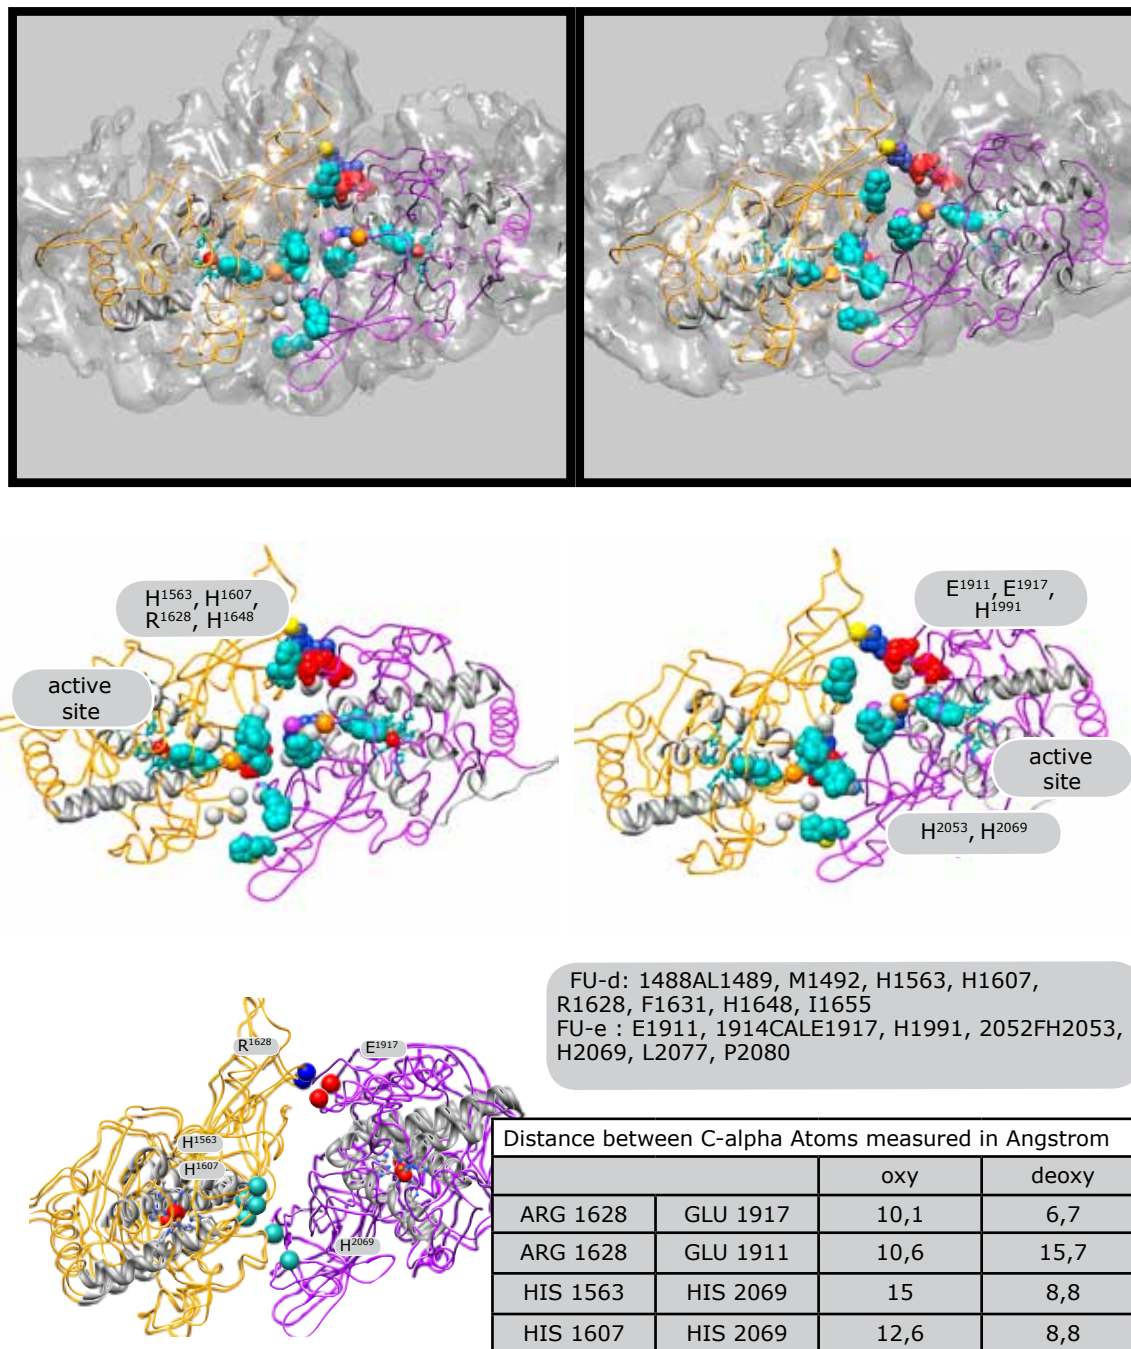 H1563, H1607,
R1628, H1648
active
site
E1911, E1917,
H1991
active
site
H2053, H2069
FU-d: 1488AL1489, M1492, H1563, H1607,
R1628, F1631, H1648, I1655
FU-e : E1911, 1914CALE1917, H1991, 2052FH2053,
H2069, L2077, P2080
R1628
E1917
H1563
H1607
H2069
Distance between C-alpha Atoms measured in Angstrom
oxy deoxy
ARG 1628 GLU 1917 10,1 6,7
ARG 1628 GLU 1911 10,6 15,7
HIS 1563 HIS 2069 15 8,8
HIS 1607 HIS 2069 12,6 8,8